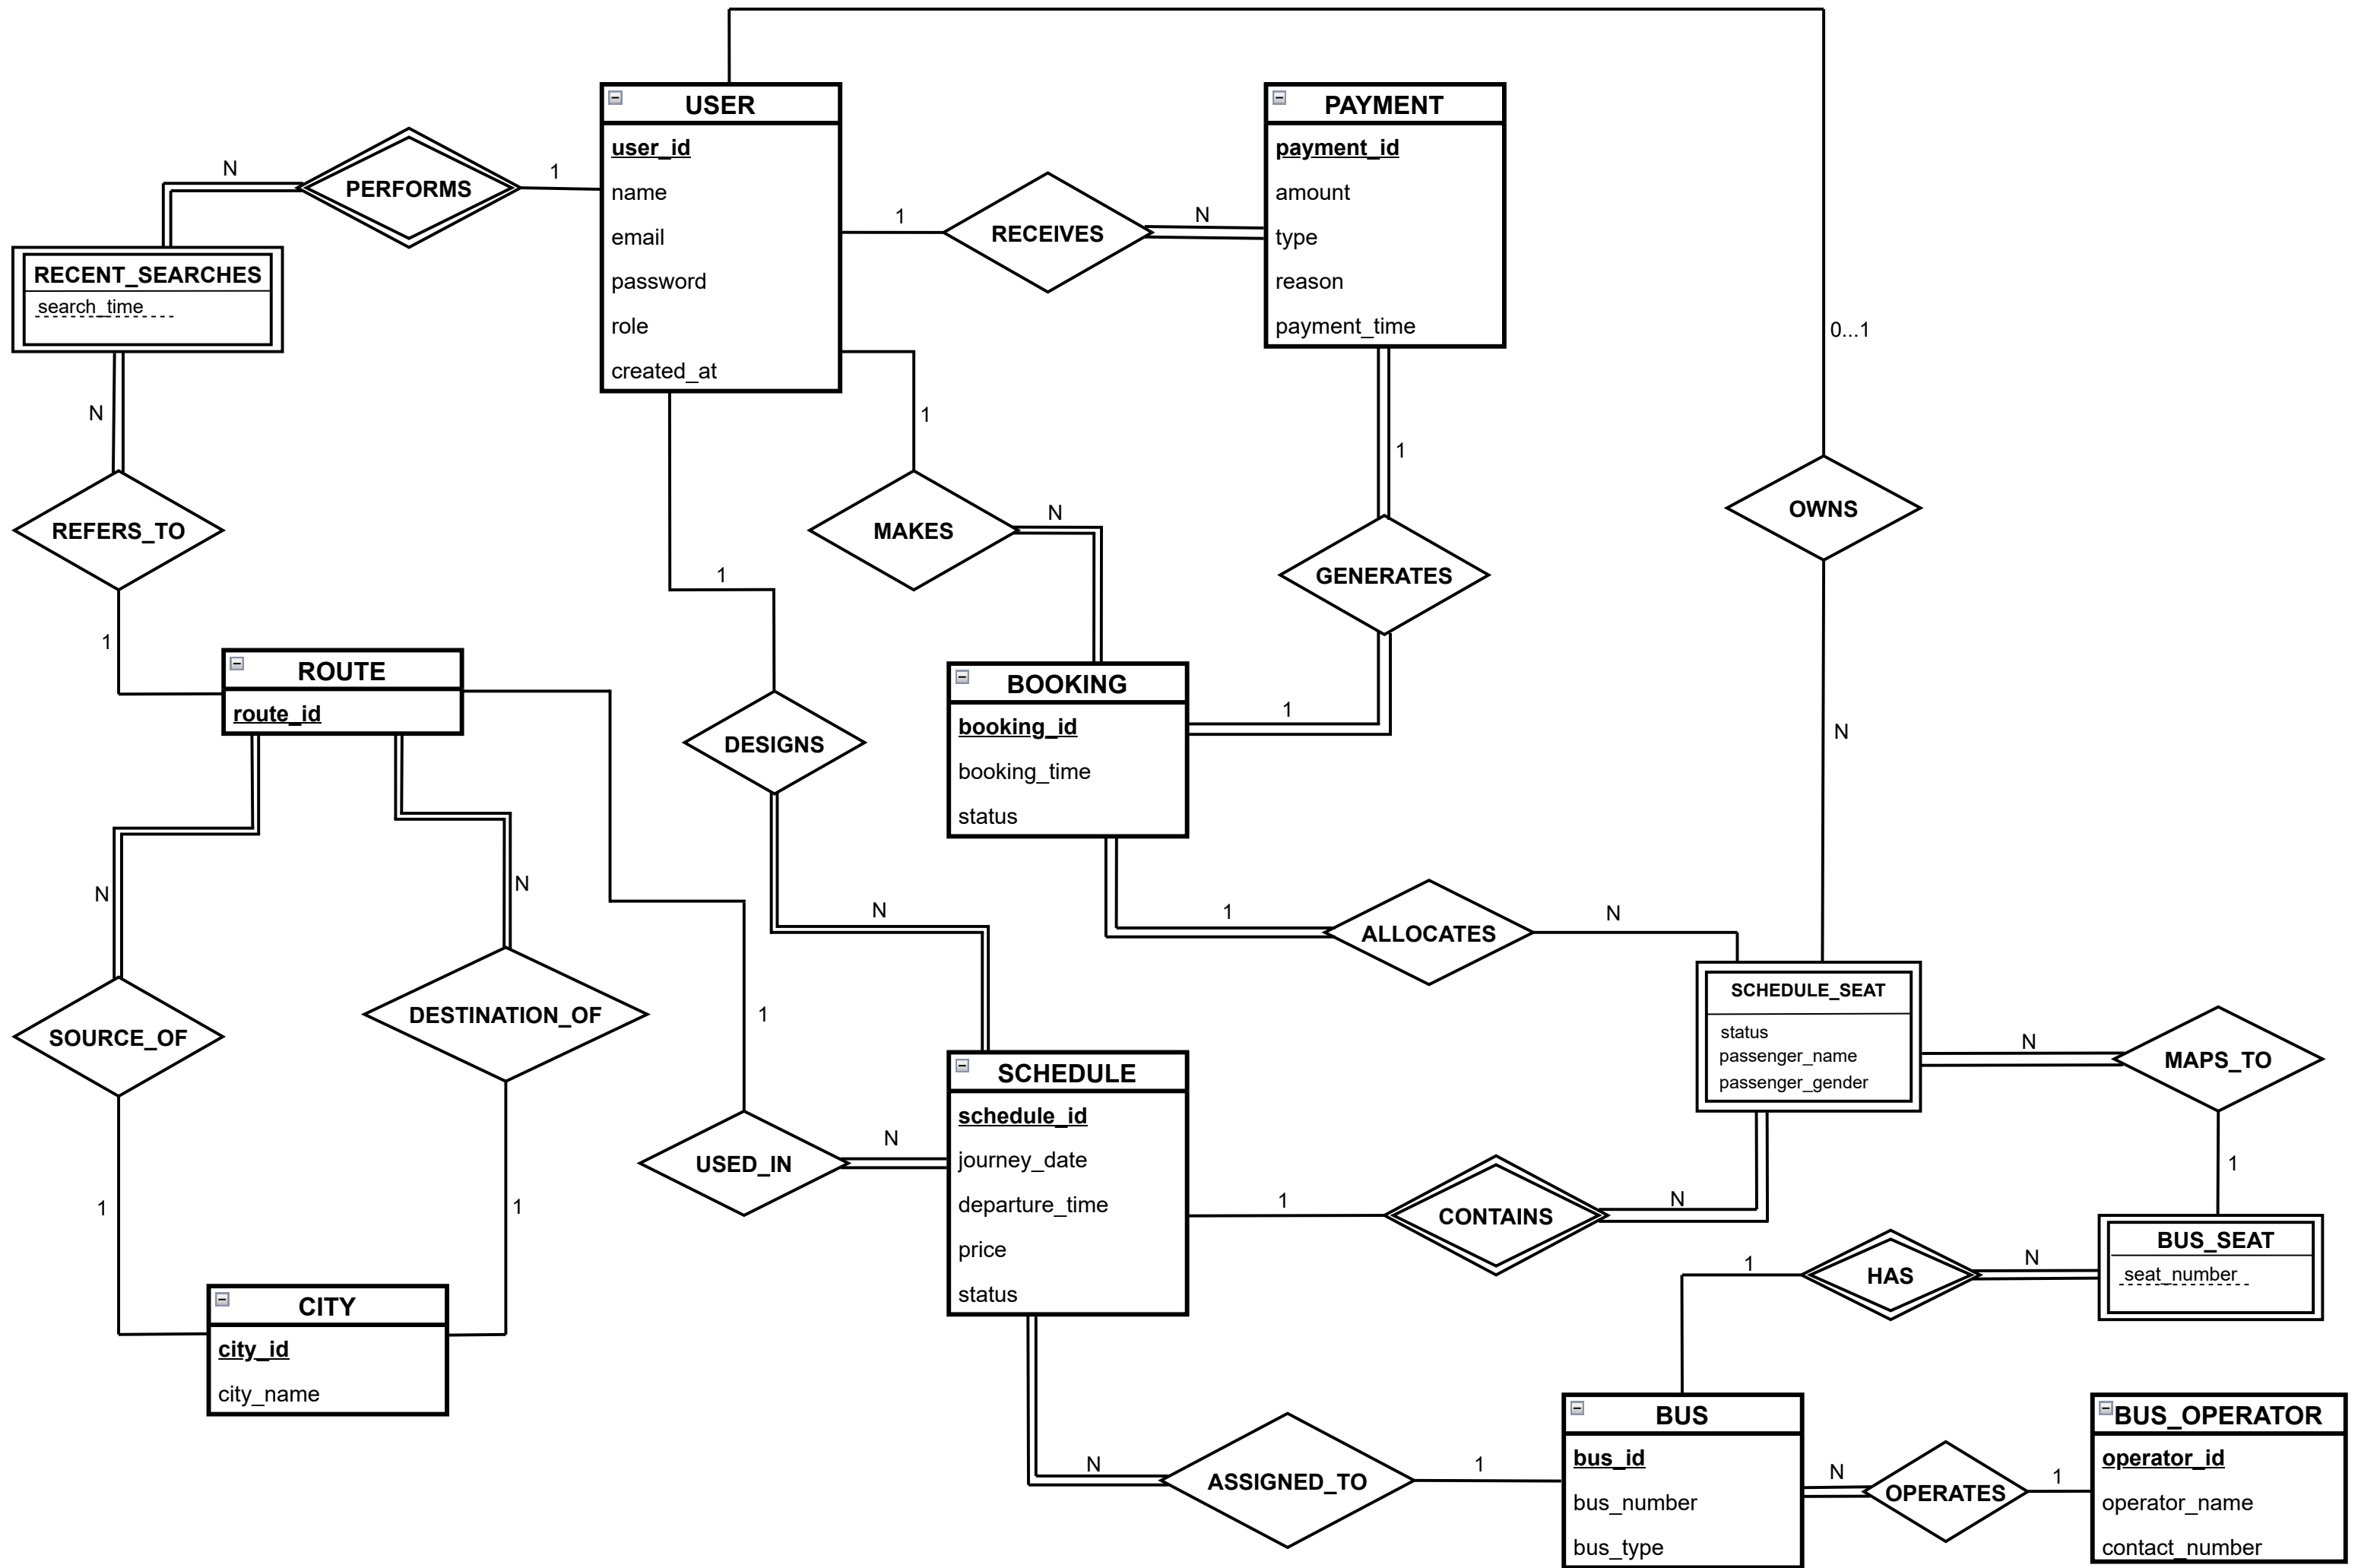 USER
user_id
name
email
password
role
created_at
PAYMENT
payment_id
amount
type
reason
payment_time
N
PERFORMS
1
1
RECEIVES
N
RECENT_SEARCHES
search_time
0...1
N
1
1
REFERS_TO
MAKES
N
GENERATES
OWNS
1
1
ROUTE
route_id
DESIGNS
BOOKING
booking_id
booking_time
status
1
N
N
N
N
1
ALLOCATES
N
SOURCE_OF
DESTINATION_OF
1
SCHEDULE_SEAT
status
passenger_name
passenger_gender
N
MAPS_TO
SCHEDULE
schedule_id
journey_date
departure_time
price
status
USED_IN
N
1
1
1
CONTAINS
N
1
HAS
N
1
BUS_SEAT
seat_number
CITY
city_id
city_name
N
ASSIGNED_TO
1
BUS
bus_id
bus_number
bus_type
N
OPERATES
1
BUS_OPERATOR
operator_id
operator_name
contact_number